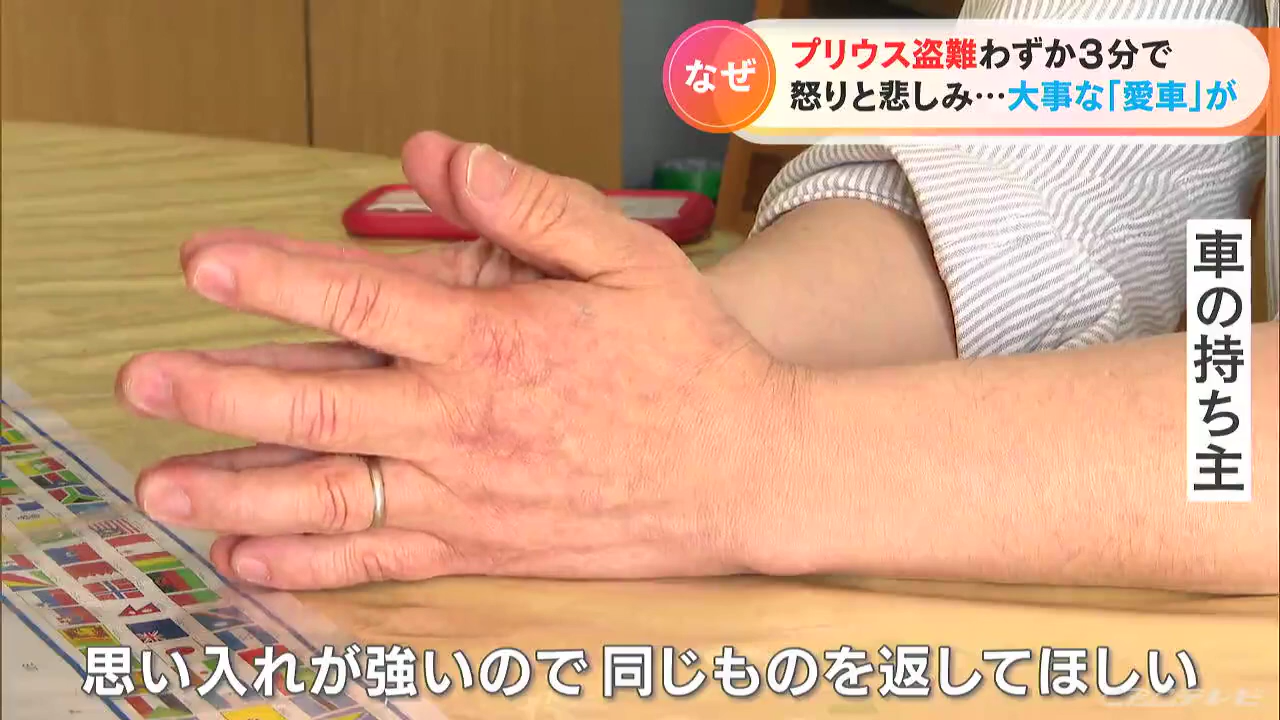 なぜ
プリウス盗難わずか3分で
怒りと悲しみ…大事な「愛車」が
車の持ち主
思い入れが強いので 同じものを返してほしい